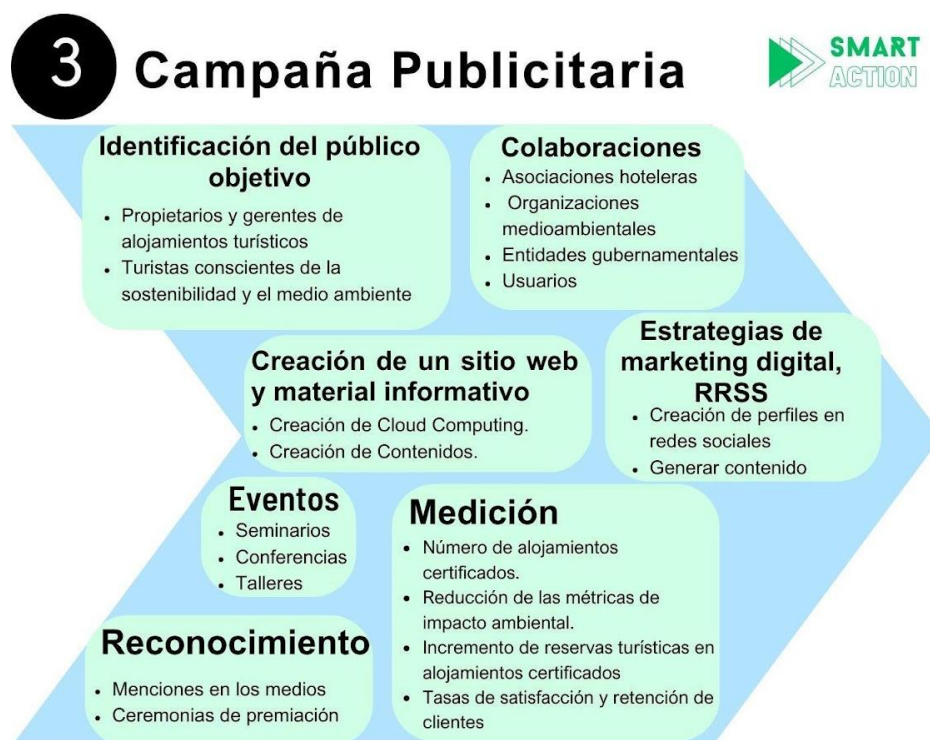 3
Campaña Publicitaria
SMART
ACTION
Identificación del público
objetivo
• Propietarios y gerentes de
alojamientos turísticos
• Turistas conscientes de la
sostenibilidad y el medio ambiente
Colaboraciones
• Asociaciones hoteleras
• Organizaciones
medioambientales
• Entidades gubernamentales
• Usuarios
Creación de un sitio web
y material informativo
• Creación de Cloud Computing.
• Creación de Contenidos.
Estrategias de
marketing digital,
RRSS
• Creación de perfiles en
redes sociales
• Generar contenido
Eventos
• Seminarios
• Conferencias
• Talleres
Medición
• Número de alojamientos
certificados.
• Reducción de las métricas de
impacto ambiental.
• Incremento de reservas turísticas en
alojamientos certificados
• Tasas de satisfacción y retención de
clientes
Reconocimiento
• Menciones en los medios
• Ceremonias de premiación